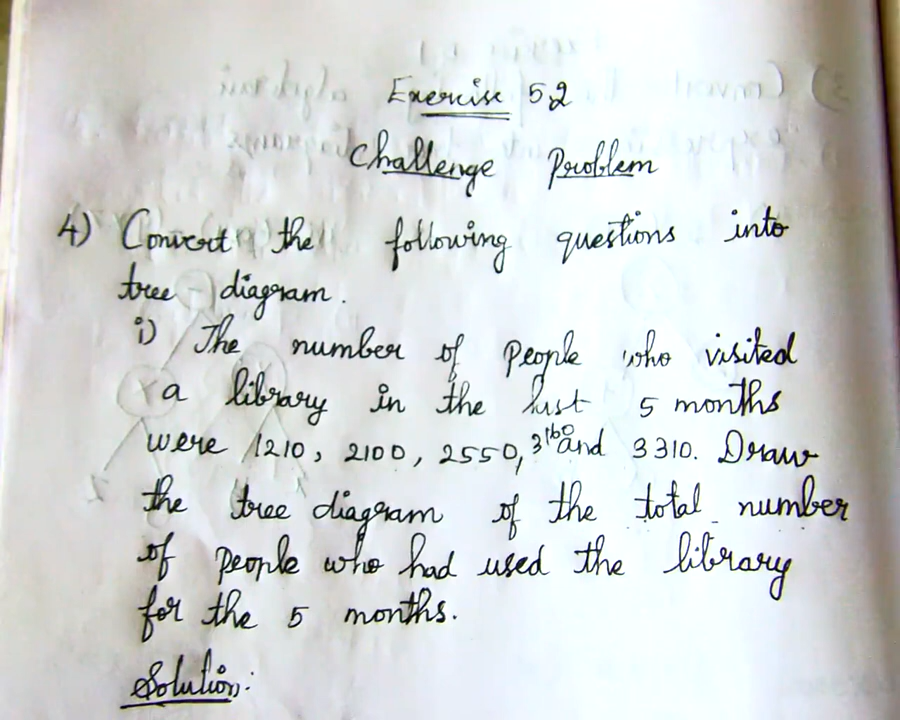 Exercise 5.2
Challenge Problem
4) Convert the following questions into
tree - diagram.
i) The number of people who visited
a library in the last 5 months
were 1210, 2100, 2550, 3160 and 3310. Draw
the tree diagram of the total number
of people who had used the library
for the 5 months.
Solution: